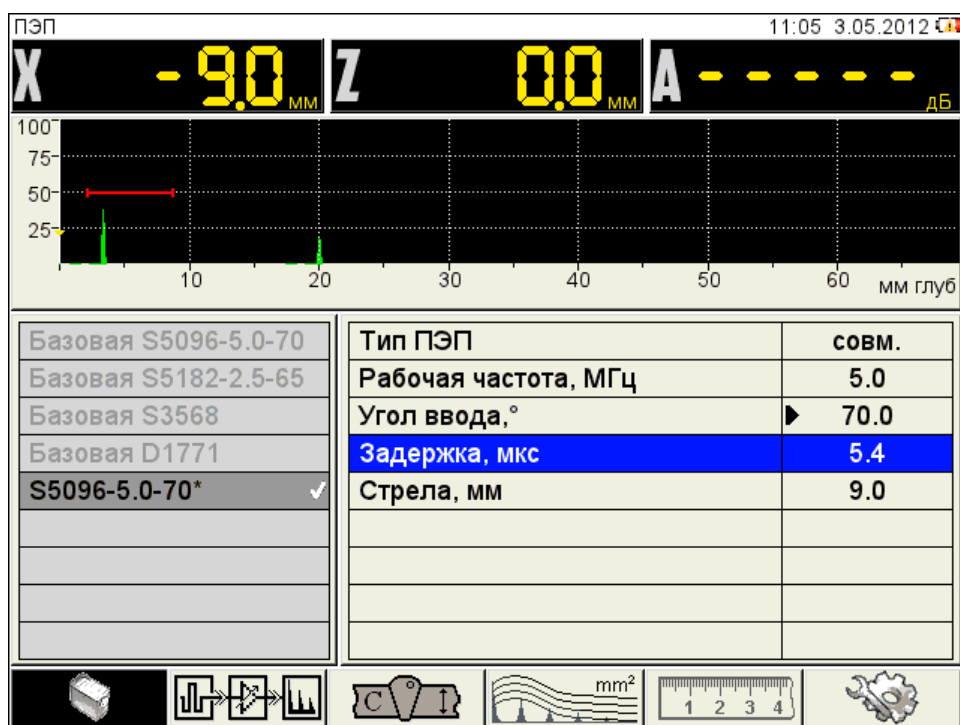 ПЭП 11:05 3.05.2012
X -9.0 мм Z 0.0 мм A - - - - - дБ
100
75
50
25
10 20 30 40 50 60 мм глуб
Базовая S5096-5.0-70
Базовая S5182-2.5-65
Базовая S3568
Базовая D1771
S5096-5.0-70*
Тип ПЭП совм.
Рабочая частота, МГц 5.0
Угол ввода,° 70.0
Задержка, мкс 5.4
Стрела, мм 9.0
C mm² 1 2 3 4